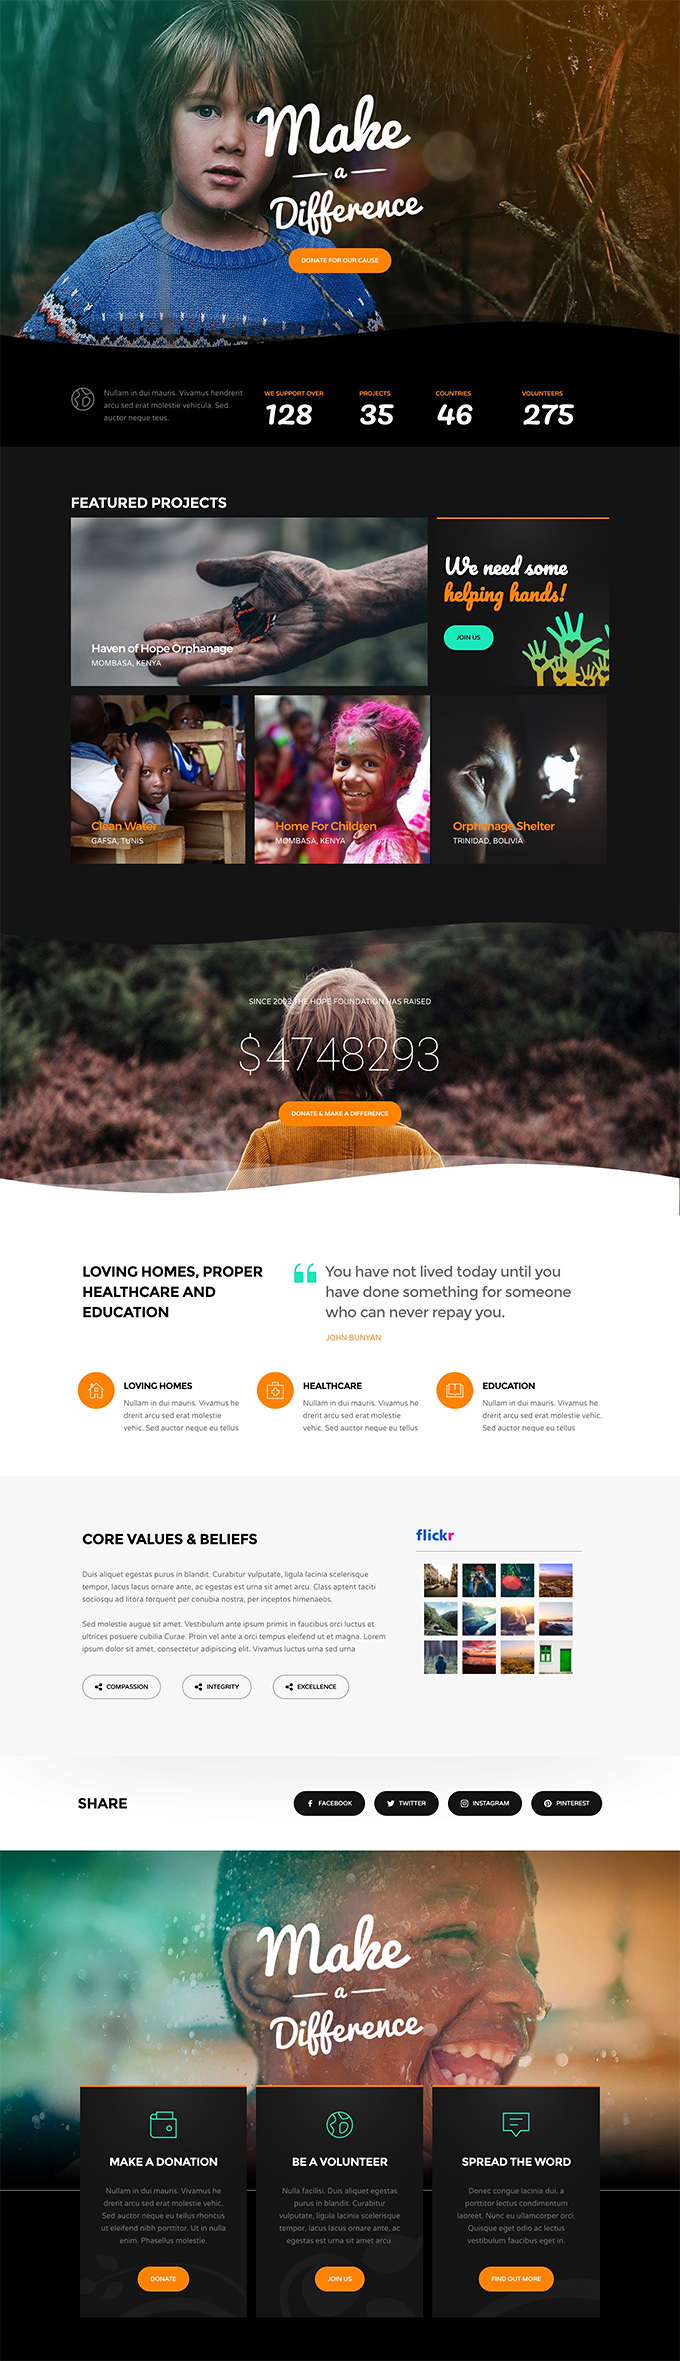 Make
a
Difference
DONATE FOR OUR CAUSE
Nullam in dui mauris. Vivamus hendrerit
arcu sed erat molestie vehicula. Sed
auctor neque teus.
WE SUPPORT OVER
128
PROJECTS
35
COUNTRIES
46
VOLUNTEERS
275
FEATURED PROJECTS
Haven of Hope Orphanage
MOMBASA, KENYA
We need some
helping hands!
JOIN US
Clean Water
GAFSA, TUNIS
Home For Children
MOMBASA, KENYA
Orphanage Shelter
TRINIDAD, BOLIVIA
SINCE 2003 THE HOPE FOUNDATION HAS RAISED
$4748293
DONATE & MAKE A DIFFERENCE
LOVING HOMES, PROPER
HEALTHCARE AND
EDUCATION
You have not lived today until you
have done something for someone
who can never repay you.
JOHN BUNYAN
LOVING HOMES
Nullam in dui mauris. Vivamus he
drerit arcu sed erat molestie
vehic. Sed auctor neque eu tellus
HEALTHCARE
Nullam in dui mauris. Vivamus he
drerit arcu sed erat molestie
vehic. Sed auctor neque eu tellus
EDUCATION
Nullam in dui mauris. Vivamus he
drerit arcu sed erat molestie vehic.
Sed auctor neque eu tellus
CORE VALUES & BELIEFS
Duis aliquet egestas purus in blandit. Curabitur vulputate, ligula lacinia scelerisque
tempor, lacus lacus ornare ante, ac egestas est urna sit amet arcu. Class aptent taciti
sociosqu ad litora torquent per conubia nostra, per inceptos himenaeos.
Sed molestie augue sit amet. Vestibulum ante ipsum primis in faucibus orci luctus et
ultrices posuere cubilia Curae. Proin vel ante a orci tempus eleifend ut et magna. Lorem
ipsum dolor sit amet, consectetur adipiscing elit. Vivamus luctus urna sed urna
COMPASSION
INTEGRITY
EXCELLENCE
flickr
SHARE
FACEBOOK
TWITTER
INSTAGRAM
PINTEREST
Make
a
Difference
MAKE A DONATION
Nullam in dui mauris. Vivamus he
drerit arcu sed erat molestie vehic.
Sed auctor neque eu tellus rhoncus
ut eleifend nibh porttitor. Ut in nulla
enim. Phasellus molestie.
DONATE
BE A VOLUNTEER
Nulla facilisi. Duis aliquet egestas
purus in blandit. Curabitur
vulputate, ligula lacinia scelerisque
tempor, lacus lacus ornare ante, ac
egestas est urna sit amet arcu.
JOIN US
SPREAD THE WORD
Donec congue lacinia dui, a
porttitor lectus condimentum
laoreet. Nunc eu ullamcorper orci.
Quisque eget odio ac lectus
vestibulum faucibus eget in.
FIND OUT MORE